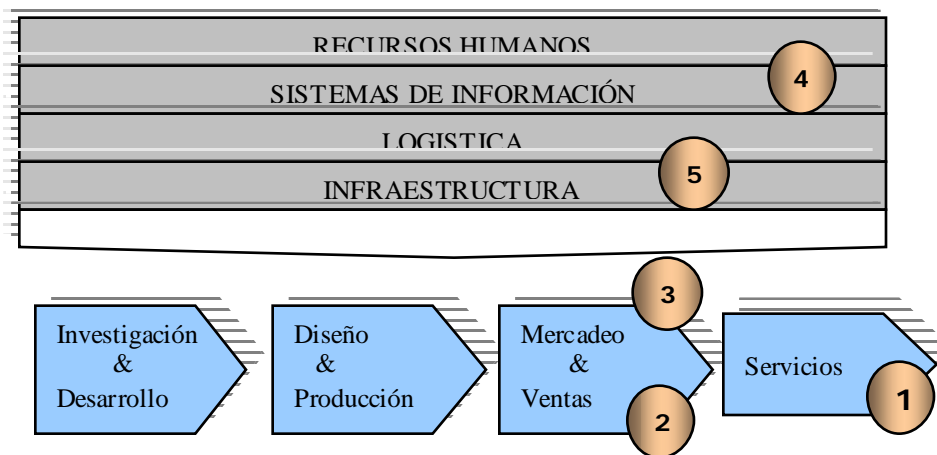 RECURSOS HUMANOS
4
SISTEMAS DE INFORMACIÓN
LOGISTICA
5
INFRAESTRUCTURA
3
Investigación
&
Desarrollo
Diseño
&
Producción
Mercadeo
&
Ventas
2
Servicios
1